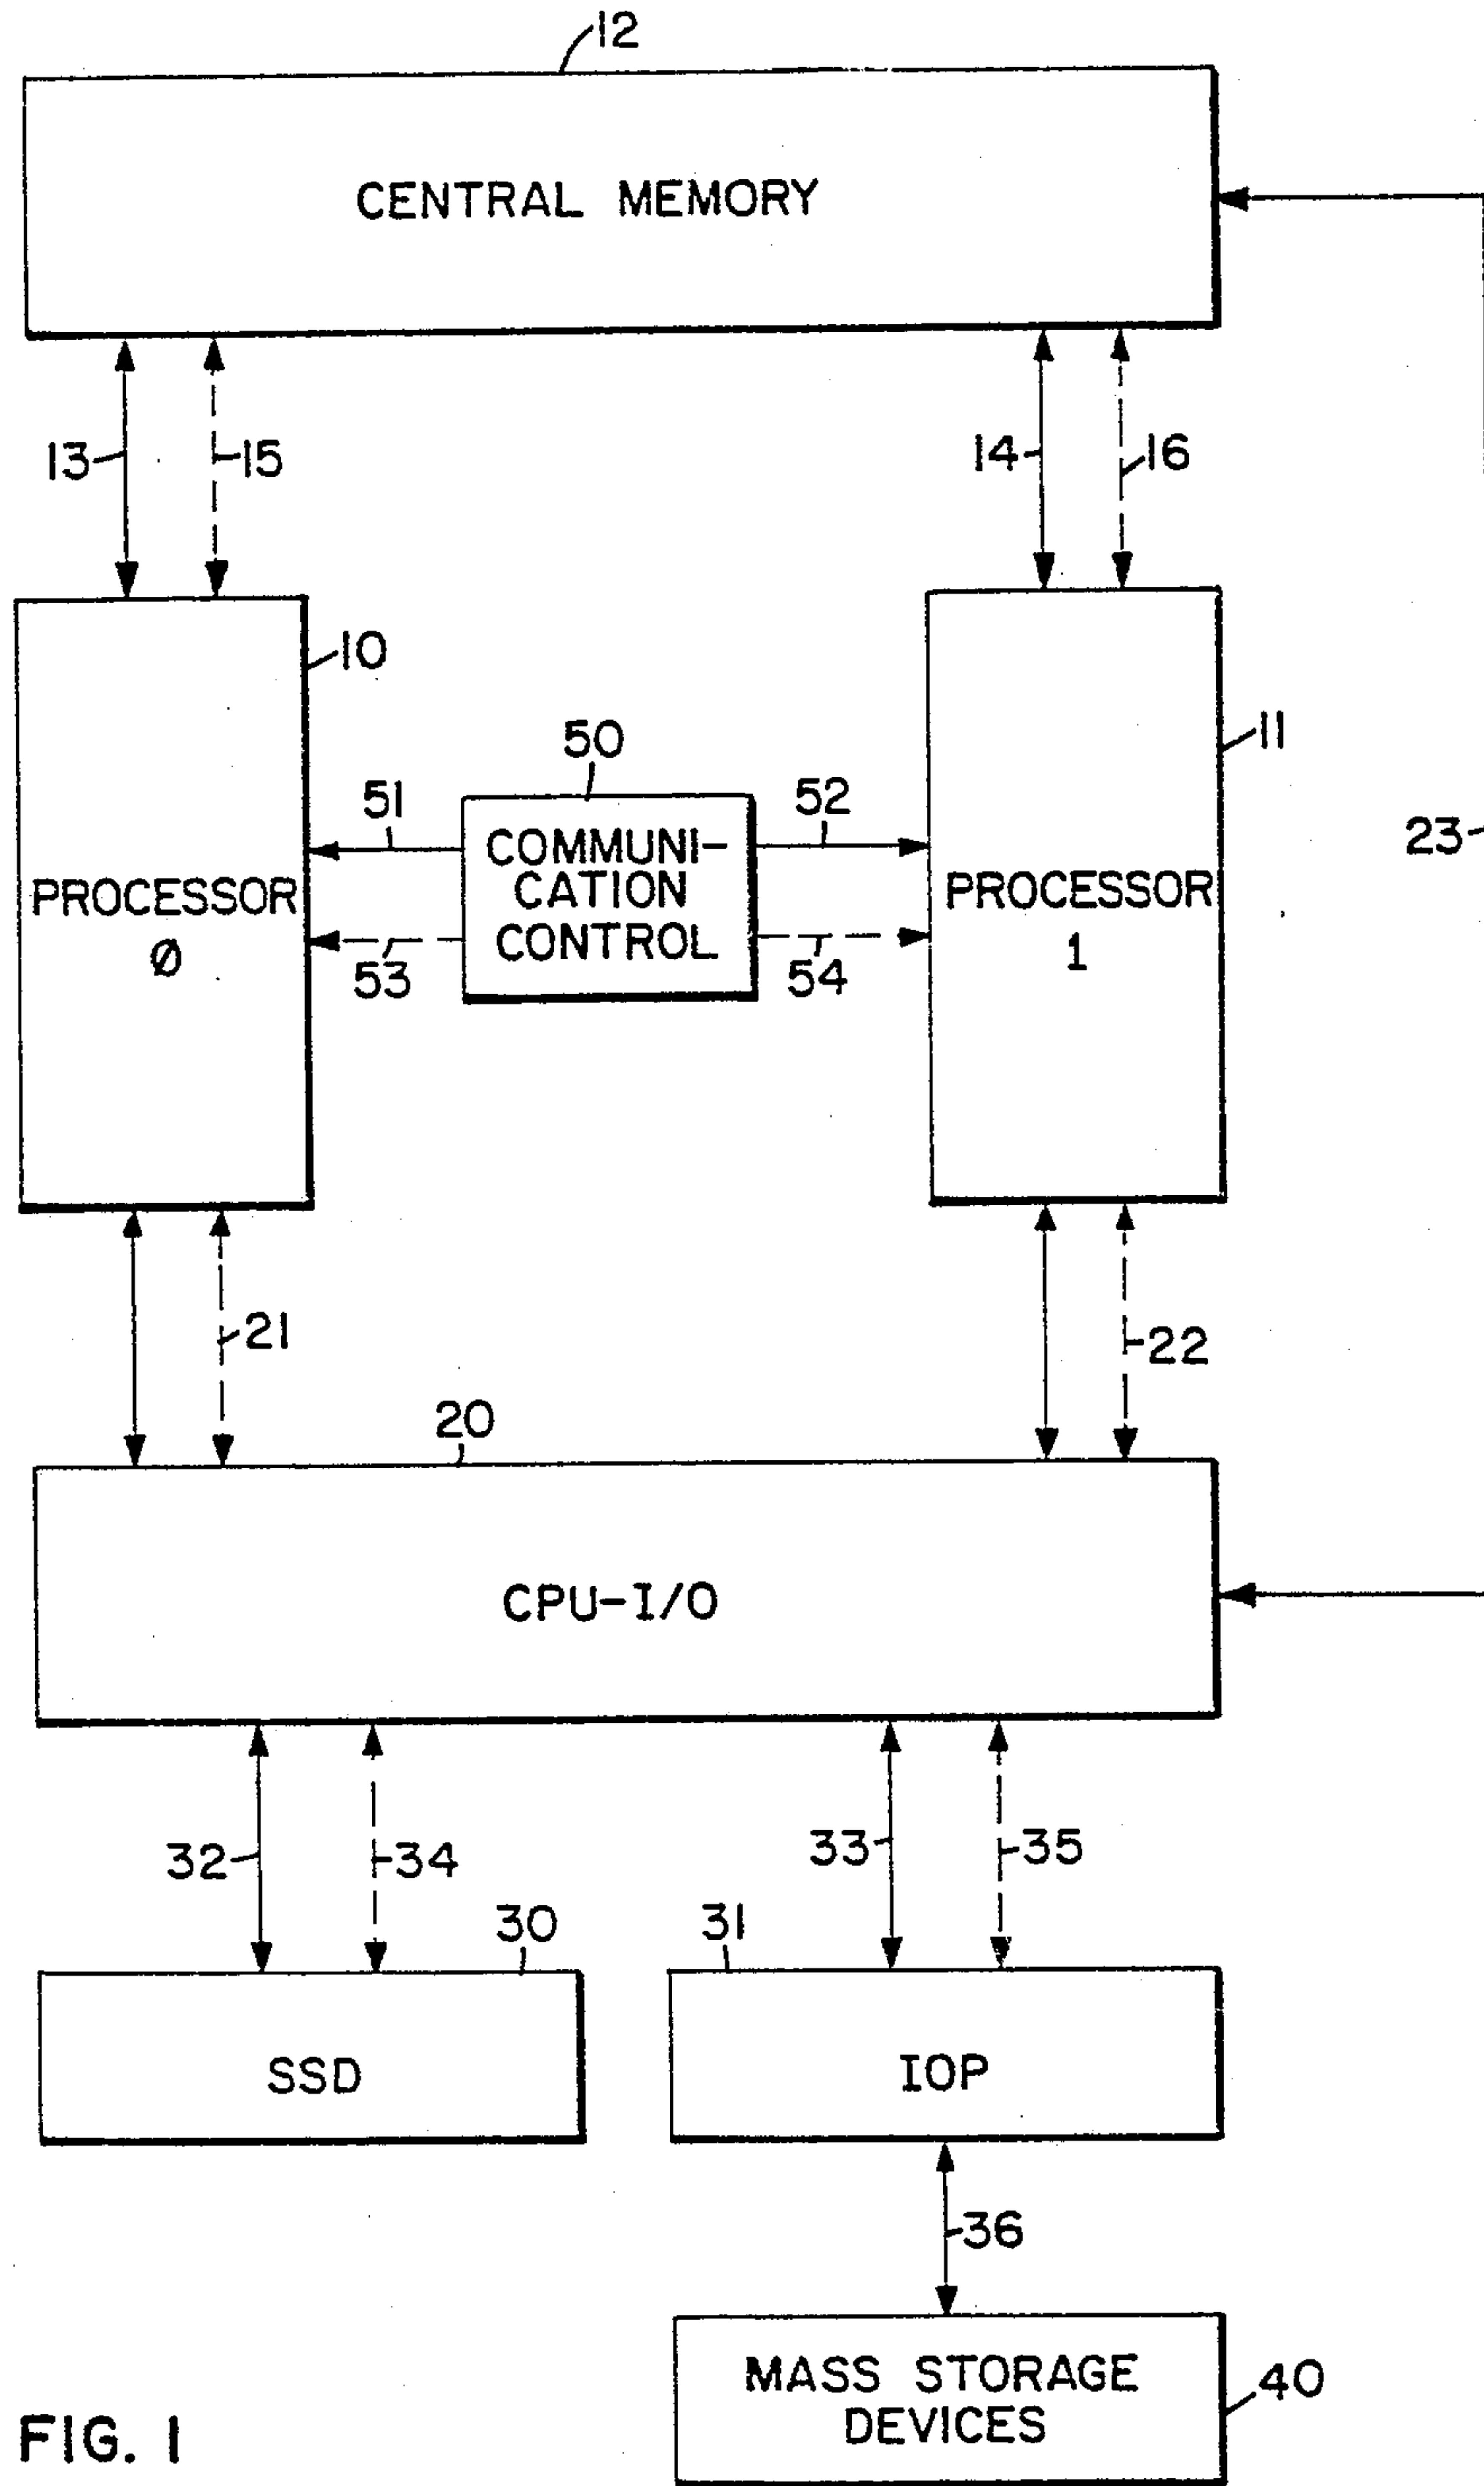 12
CENTRAL MEMORY
13
15
14
16
10
11
50
51
52
23
COMMUNI-
CATION
CONTROL
PROCESSOR
Ø
PROCESSOR
1
53
54
21
22
20
CPU-I/O
32
34
33
35
30
31
SSD
IOP
36
MASS STORAGE
DEVICES
40
FIG. 1